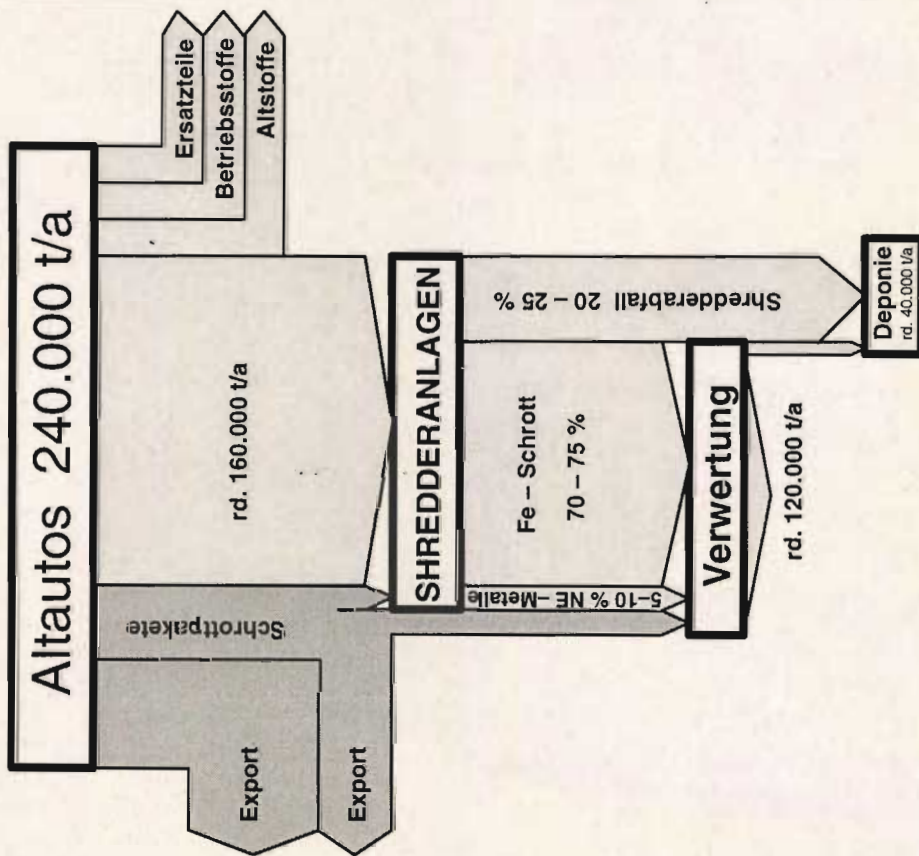 Altautos 240.000 t/a
Ersatzteile
Betriebsstoffe
Altstoffe
Schrottpakete
rd. 160.000 t/a
Export
Export
SHREDDERANLAGEN
5–10 % NE–Metalle
Fe – Schrott
70 – 75 %
Shredderabfall 20 – 25 %
Verwertung
Deponie
rd. 40.000 t/a
rd. 120.000 t/a